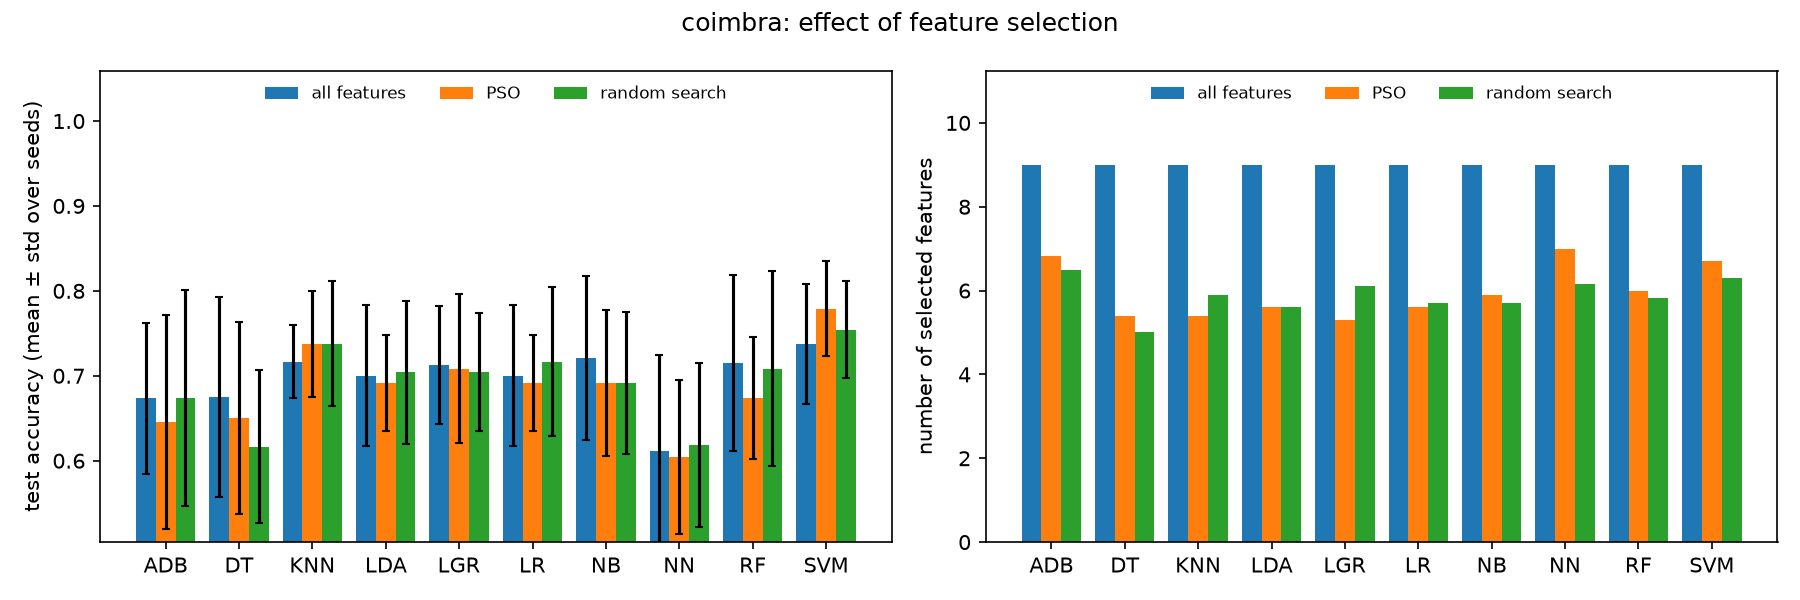 coimbra: effect of feature selection
all features PSO random search
test accuracy (mean ± std over seeds)
1.0
0.9
0.8
0.7
0.6
ADB DT KNN LDA LGR LR NB NN RF SVM
all features PSO random search
number of selected features
10
8
6
4
2
0
ADB DT KNN LDA LGR LR NB NN RF SVM